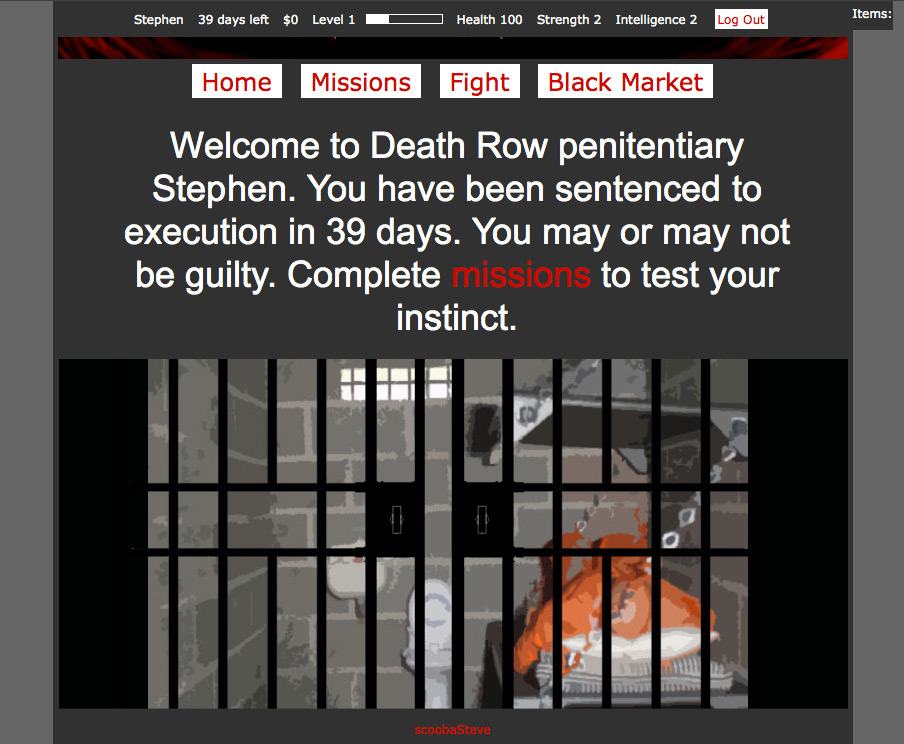 Stephen 39 days left $0 Level 1 Health 100 Strength 2 Intelligence 2 Log Out Items:
Home Missions Fight Black Market
Welcome to Death Row penitentiary
Stephen. You have been sentenced to
execution in 39 days. You may or may not
be guilty. Complete missions to test your
instinct.
scoobaSteve